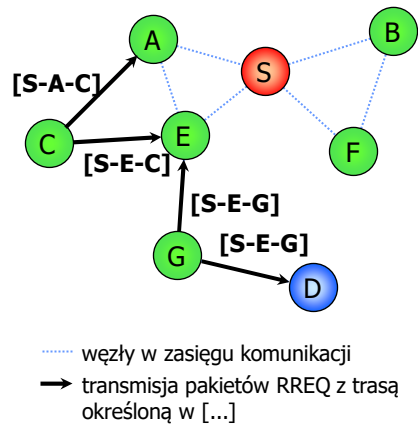 A
B
S
[S-A-C]
C
E
F
[S-E-C]
[S-E-G]
G
[S-E-G]
D
węzły w zasięgu komunikacji
transmisja pakietów RREQ z trasą
określoną w [...]